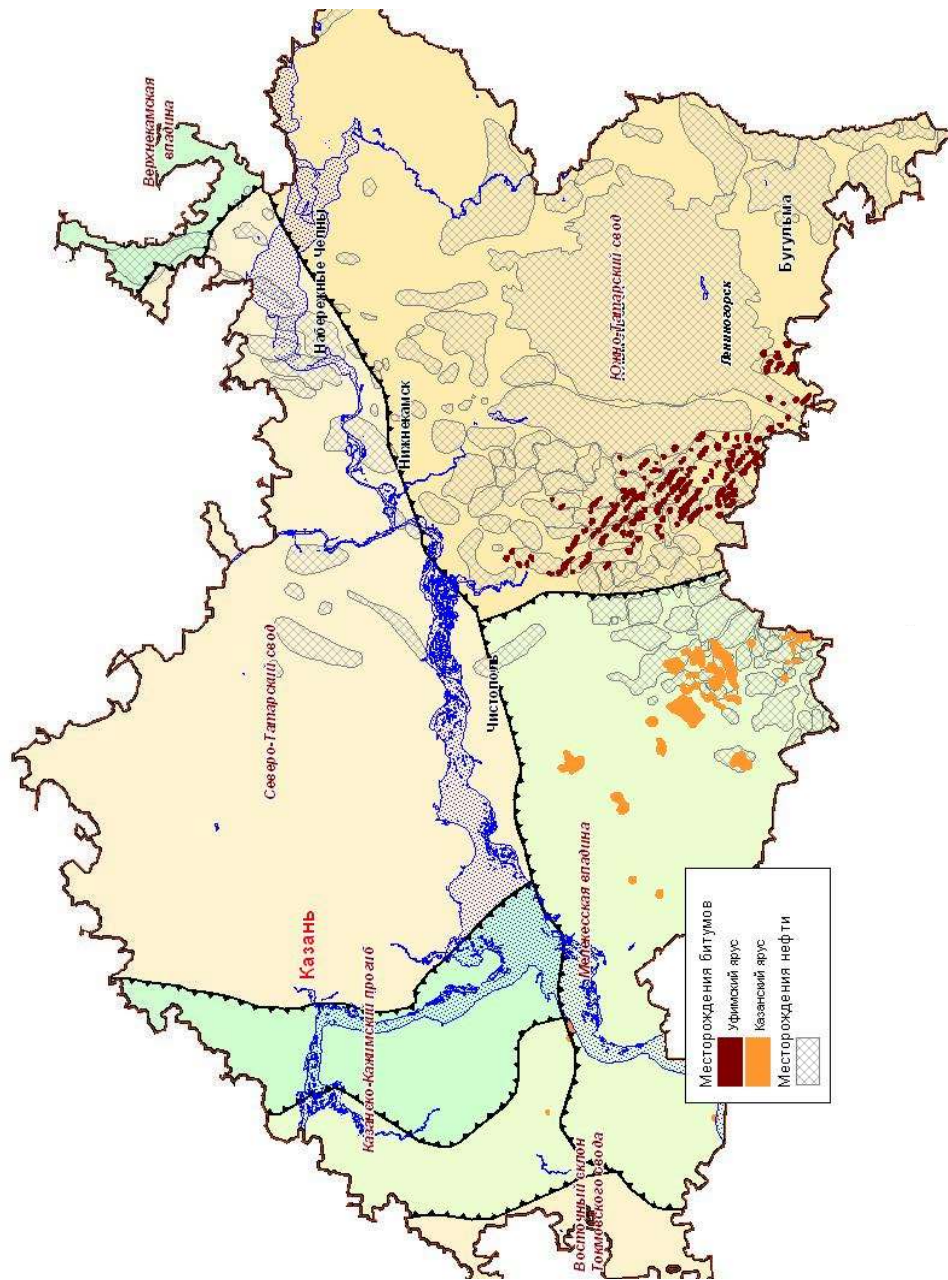 Верхнекамская
впадина
Набережные Челны
Нижнекамск
Северо-Татарский свод
Южно-Татарский свод
Бугульма
Лениногорск
Чистополь
Казань
Казанско-Кажимский прогиб
Мелекесская впадина
Восточный склон
Токмовского свода
Месторождения битумов
Уфимский ярус
Казанский ярус
Месторождения нефти